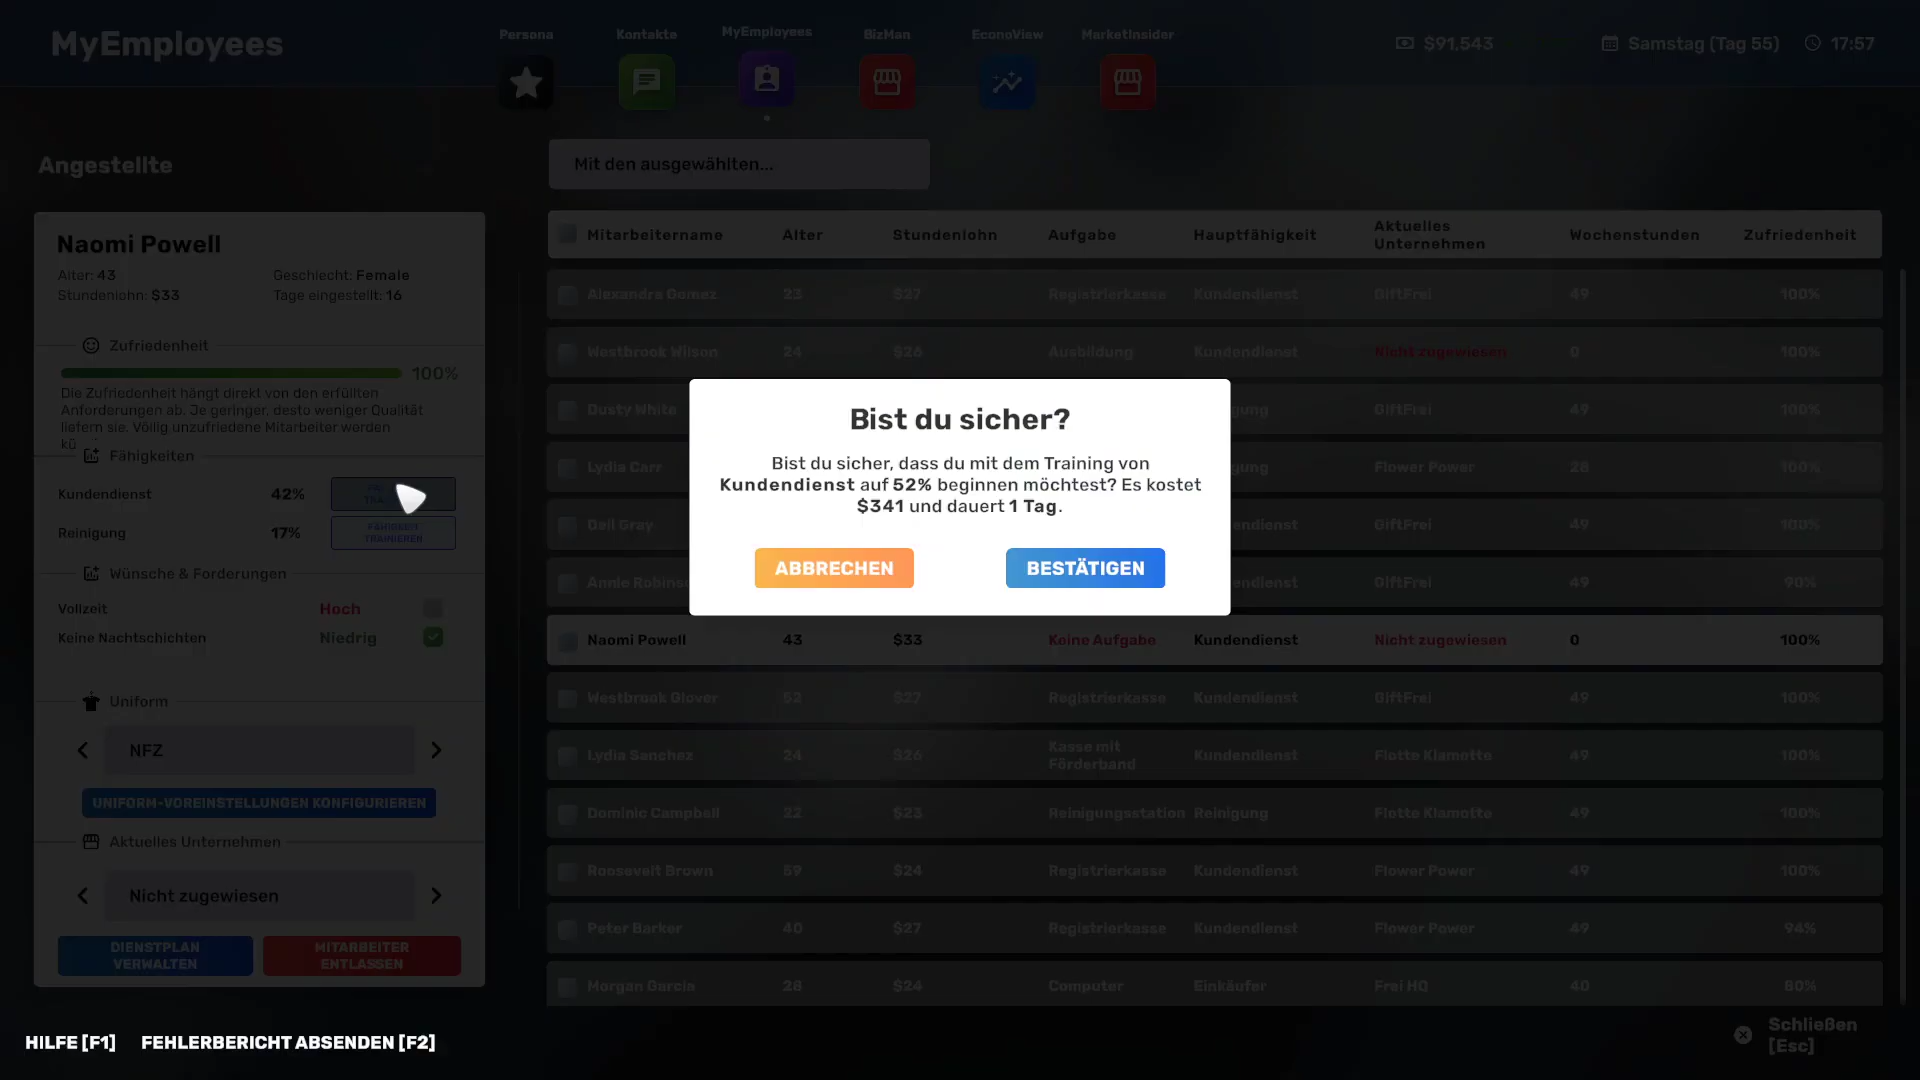 MyEmployees
Persona
Kontakte
MyEmployees
BizMan
EconoView
MarketInsider
$91,543
Samstag (Tag 55)
17:57
Angestellte
Mit den ausgewählten...
Naomi Powell
Alter: 43
Geschlecht: Female
Stundenlohn: $33
Tage eingestellt: 16
Zufriedenheit
100%
Die Zufriedenheit hängt direkt von den erfüllten
Anforderungen ab. Je geringer, desto weniger Qualität
liefern sie. Völlig unzufriedene Mitarbeiter werden
Fähigkeiten
Kundendienst 42%
Reinigung 17% FÄHIGKEIT
TRAINIEREN
Wünsche & Forderungen
Vollzeit Hoch
Keine Nachtschichten Niedrig
Uniform
NFZ
UNIFORM-VOREINSTELLUNGEN KONFIGURIEREN
Aktuelles Unternehmen
Nicht zugewiesen
DIENSTPLAN
VERWALTEN
MITARBEITER
ENTLASSEN
Mitarbeitername Alter Stundenlohn Aufgabe Hauptfähigkeit Aktuelles
Unternehmen Wochenstunden Zufriedenheit
Alexandra Gomez 23 $27 Registrierkasse Kundendienst GiftFrei 49 100%
Westbrook Wilson 24 $26 Ausbildung Kundendienst Nicht zugewiesen 0 100%
Dusty White GiftFrei 49 100%
Lydia Carr Flower Power 28 100%
Dell Gray GiftFrei 49 100%
Annie GiftFrei 49 90%
Naomi Powell 43 $33 Keine Aufgabe Kundendienst Nicht zugewiesen 0 100%
Westbrook Glover 52 $27 Registrierkasse Kundendienst GiftFrei 49 100%
Lydia Sanchez 24 $26 Kasse mit
Förderband Kundendienst Flotte Klamotte 49 100%
Dominic Campbell 22 $23 Reinigungsstation Reinigung Flotte Klamotte 49 100%
Roosevelt Brown 59 $24 Registrierkasse Kundendienst Flower Power 49 100%
Peter Barker 40 $27 Registrierkasse Kundendienst Flower Power 49 94%
Morgan Garcia 28 $24 Computer Einkäufer Frei HQ 40 80%
Bist du sicher?
Bist du sicher, dass du mit dem Training von
Kundendienst auf 52% beginnen möchtest? Es kostet
$341 und dauert 1 Tag.
ABBRECHEN
BESTÄTIGEN
HILFE [F1]
FEHLERBERICHT ABSENDEN [F2]
Schließen
[Esc]